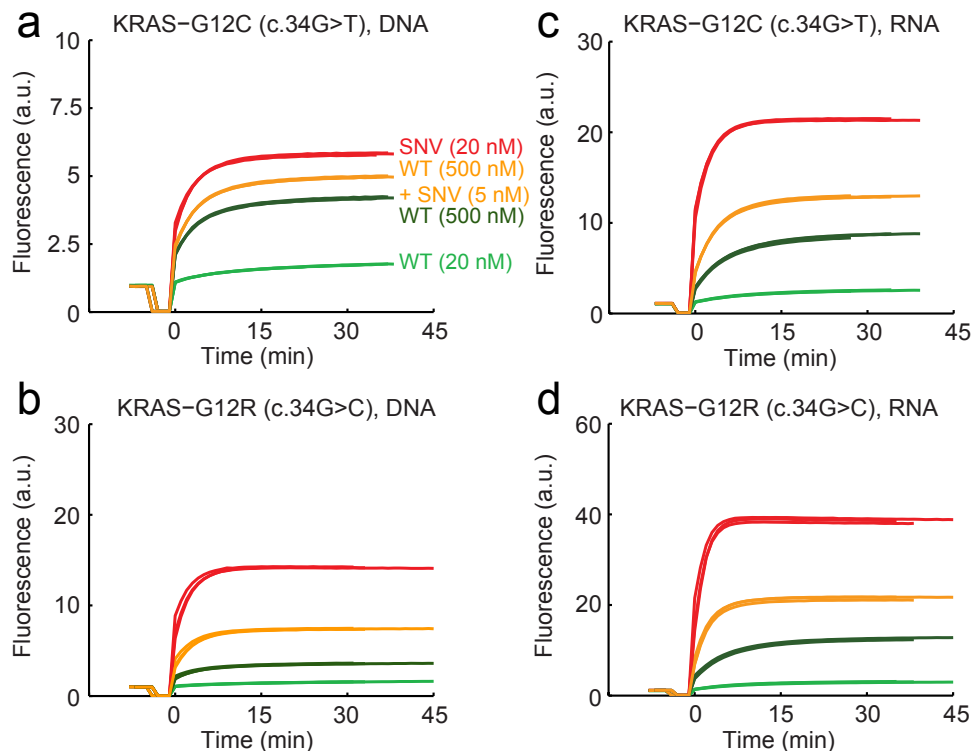 a
KRAS−G12C (c.34G>T), DNA
10
7.5
5
2.5
0
Fluorescence (a.u.)
SNV (20 nM)
WT (500 nM)
+ SNV (5 nM)
WT (500 nM)
WT (20 nM)
0 15 30 45
Time (min)
c
KRAS−G12C (c.34G>T), RNA
30
20
10
0
Fluorescence (a.u.)
0 15 30 45
Time (min)
b
KRAS−G12R (c.34G>C), DNA
30
20
10
0
Fluorescence (a.u.)
0 15 30 45
Time (min)
d
KRAS−G12R (c.34G>C), RNA
60
40
20
0
Fluorescence (a.u.)
0 15 30 45
Time (min)